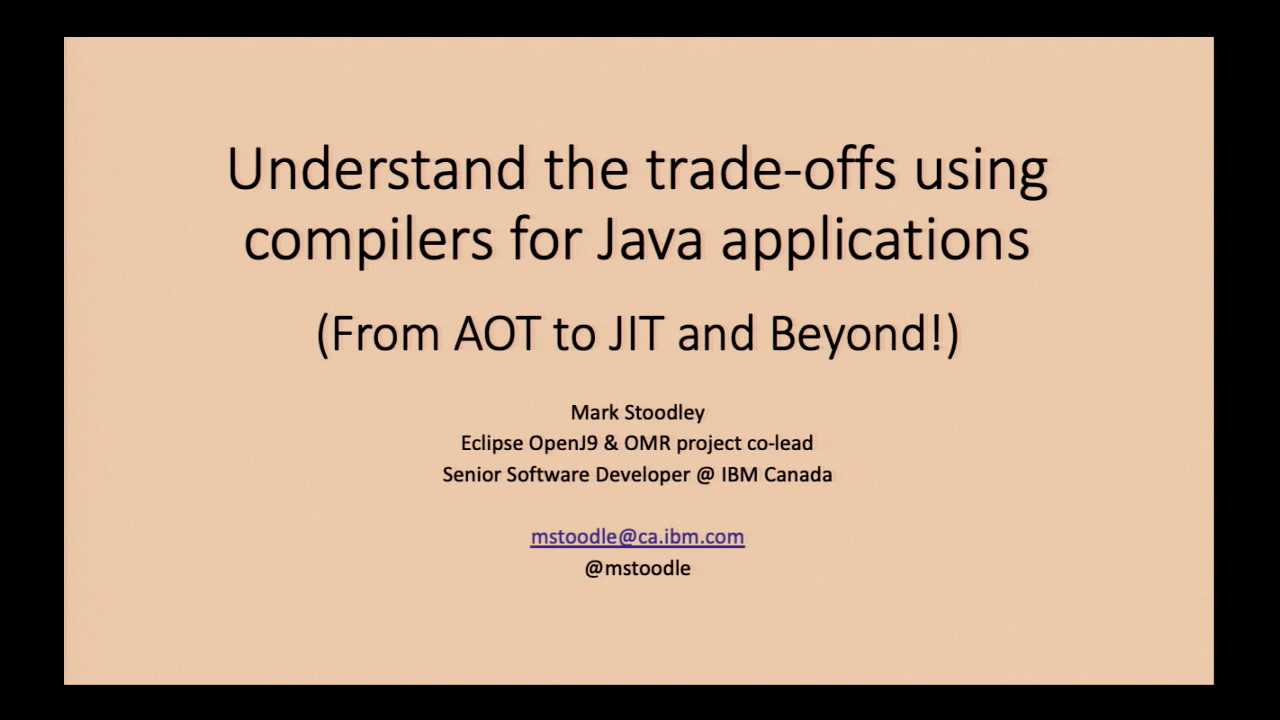 Understand the trade-offs using
compilers for Java applications
(From AOT to JIT and Beyond!)
Mark Stoodley
Eclipse OpenJ9 & OMR project co-lead
Senior Software Developer @ IBM Canada
mstoodle@ca.ibm.com
@mstoodle